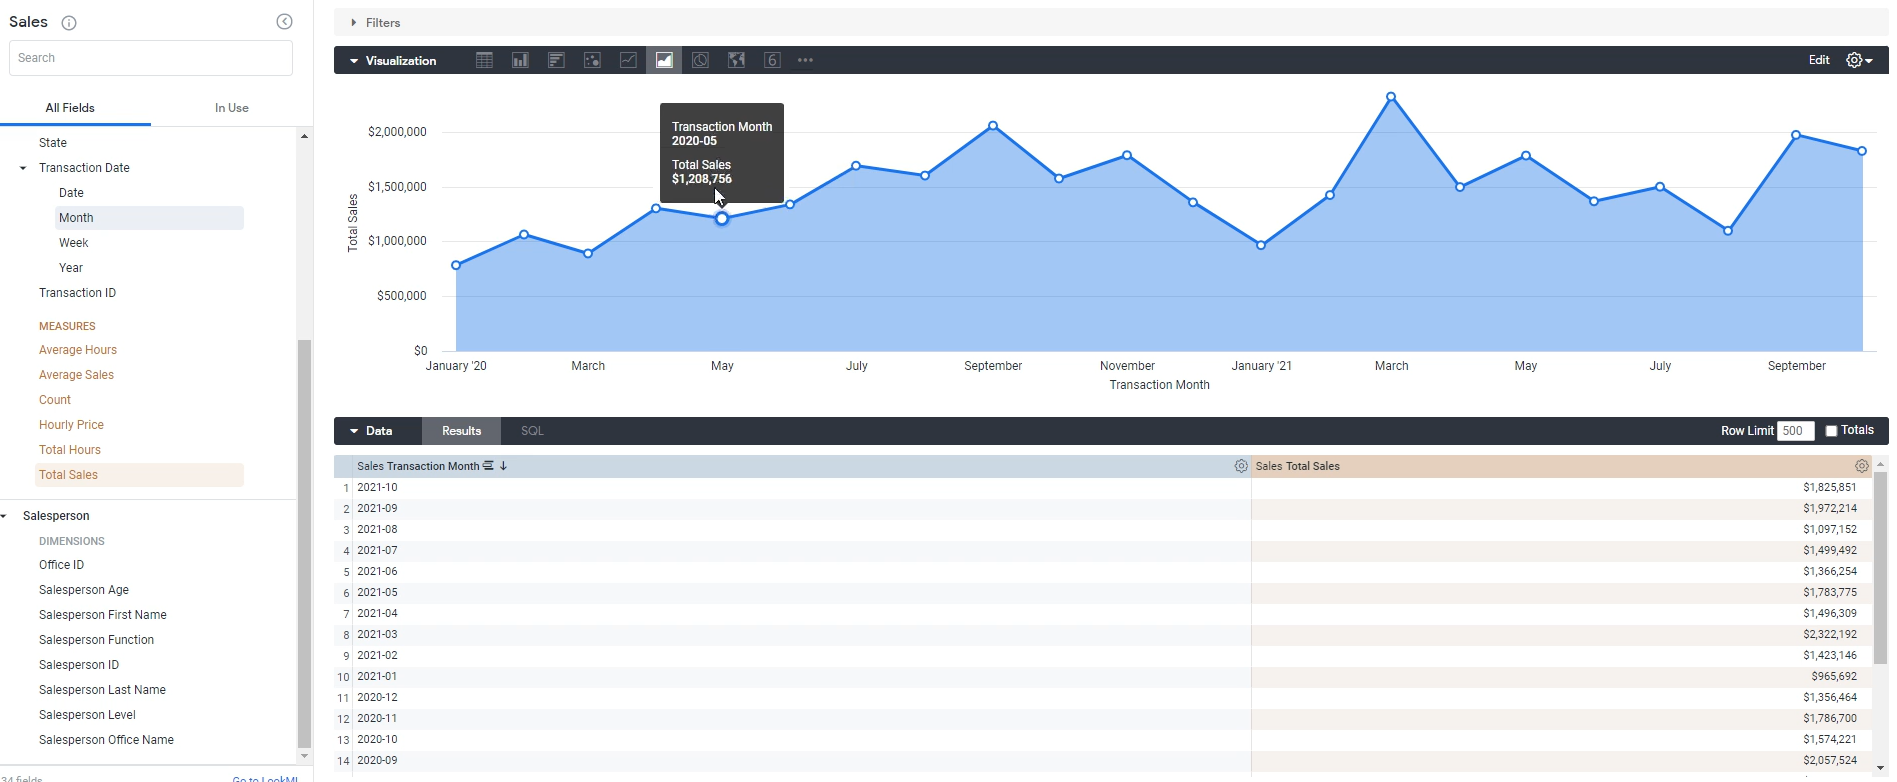 Sales
Search
All Fields
In Use
State
Transaction Date
Date
Month
Week
Year
Transaction ID
MEASURES
Average Hours
Average Sales
Count
Hourly Price
Total Hours
Total Sales
Salesperson
DIMENSIONS
Office ID
Salesperson Age
Salesperson First Name
Salesperson Function
Salesperson ID
Salesperson Last Name
Salesperson Level
Salesperson Office Name
34 fields
Go to LookML
Filters
Visualization
6
Edit
Total Sales
$2,000,000
$1,500,000
$1,000,000
$500,000
$0
Transaction Month
2020-05
Total Sales
$1,208,756
January '20
March
May
July
September
November
January '21
March
May
July
September
Transaction Month
Data
Results
SQL
Row Limit 500
Totals
Sales Transaction Month
Sales Total Sales
1 2021-10 $1,825,851
2 2021-09 $1,972,214
3 2021-08 $1,097,152
4 2021-07 $1,499,492
5 2021-06 $1,366,254
6 2021-05 $1,783,775
7 2021-04 $1,496,309
8 2021-03 $2,322,192
9 2021-02 $1,423,146
10 2021-01 $965,692
11 2020-12 $1,356,464
12 2020-11 $1,786,700
13 2020-10 $1,574,221
14 2020-09 $2,057,524